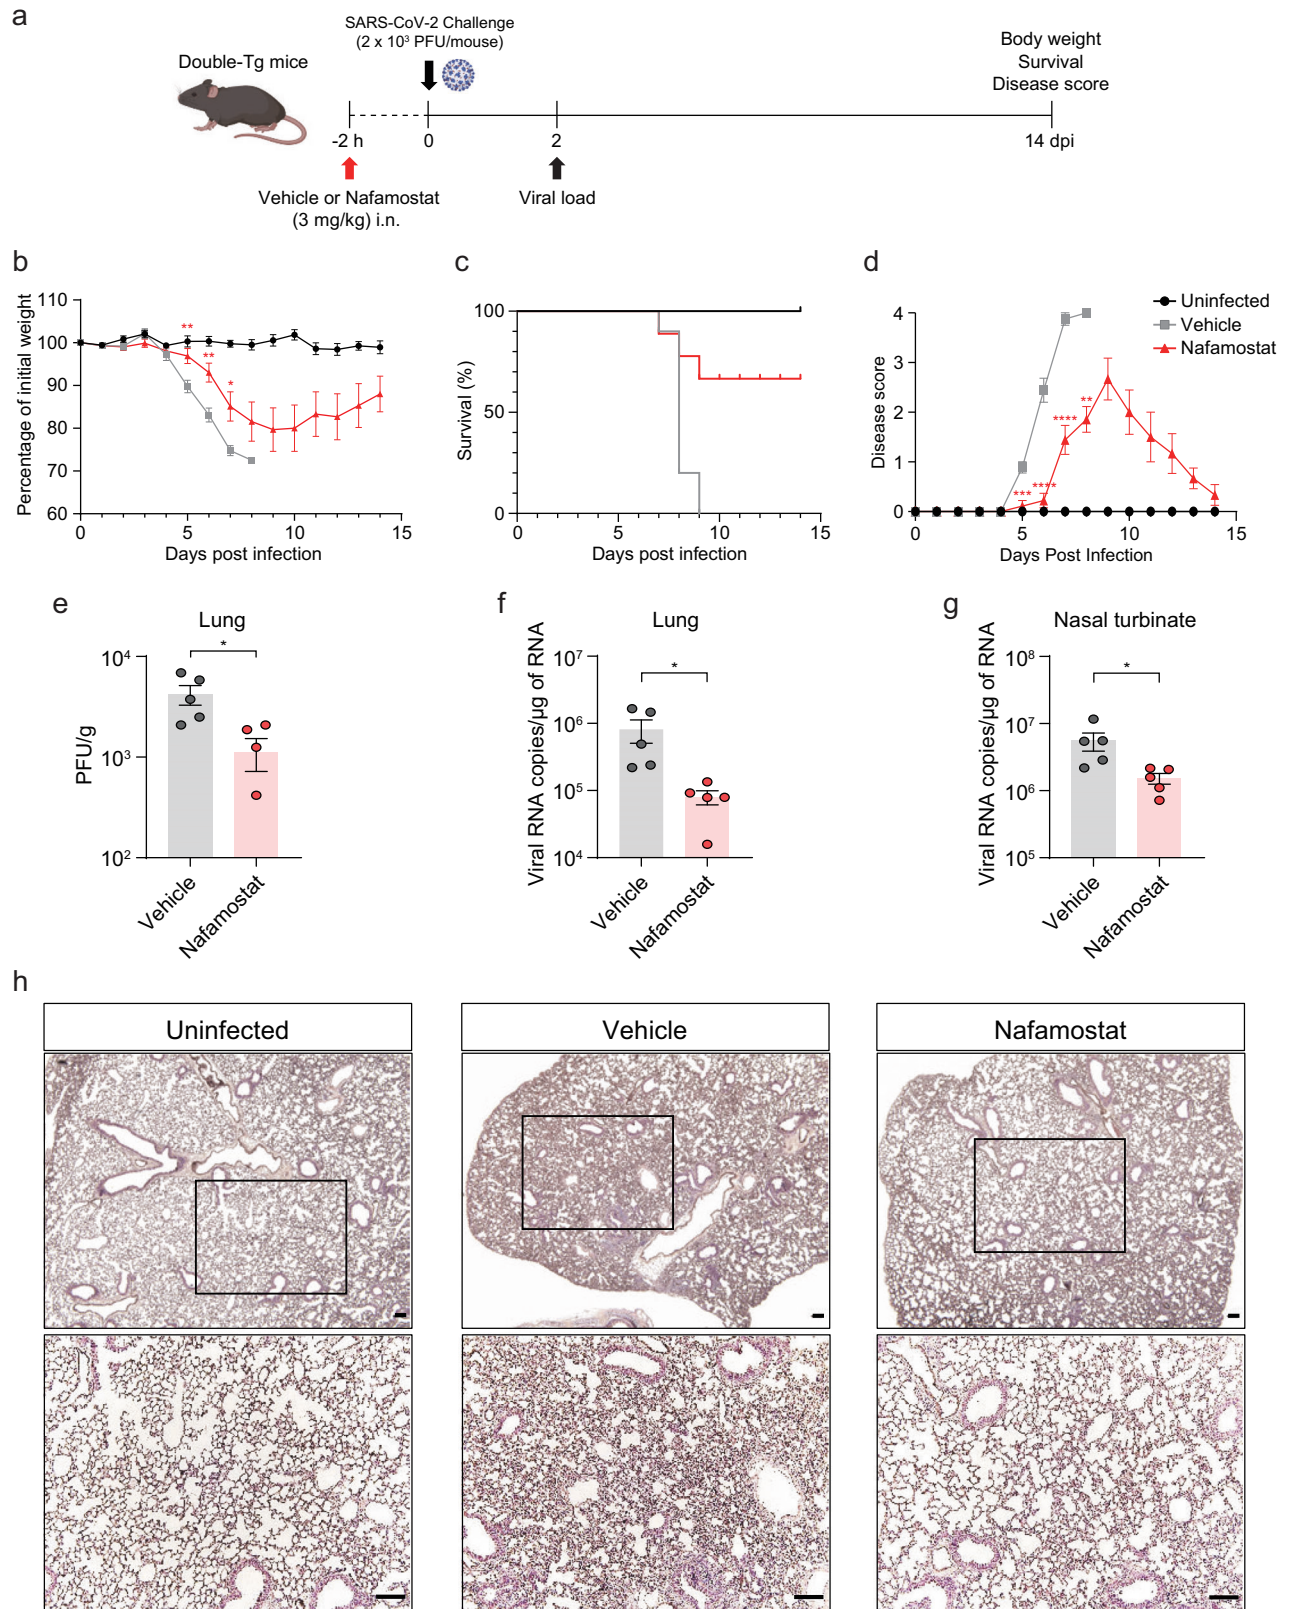 a
SARS-CoV-2 Challenge
(2 x 10³ PFU/mouse)
Double-Tg mice
Body weight
Survival
Disease score
-2 h
0
2
14 dpi
Vehicle or Nafamostat
(3 mg/kg) i.n.
Viral load
b
Percentage of initial weight
110
100
90
80
70
60
0
5
10
15
Days post infection
**
**
*
c
Survival (%)
100
50
0
0
5
10
15
Days post infection
d
Disease score
4
3
2
1
0
0
5
10
15
Days Post Infection
***
****
****
**
Uninfected
Vehicle
Nafamostat
e
Lung
*
PFU/g
10⁴
10³
10²
Vehicle
Nafamostat
f
Lung
*
Viral RNA copies/µg of RNA
10⁷
10⁶
10⁵
10⁴
Vehicle
Nafamostat
g
Nasal turbinate
*
Viral RNA copies/µg of RNA
10⁸
10⁷
10⁶
10⁵
Vehicle
Nafamostat
h
Uninfected
Vehicle
Nafamostat